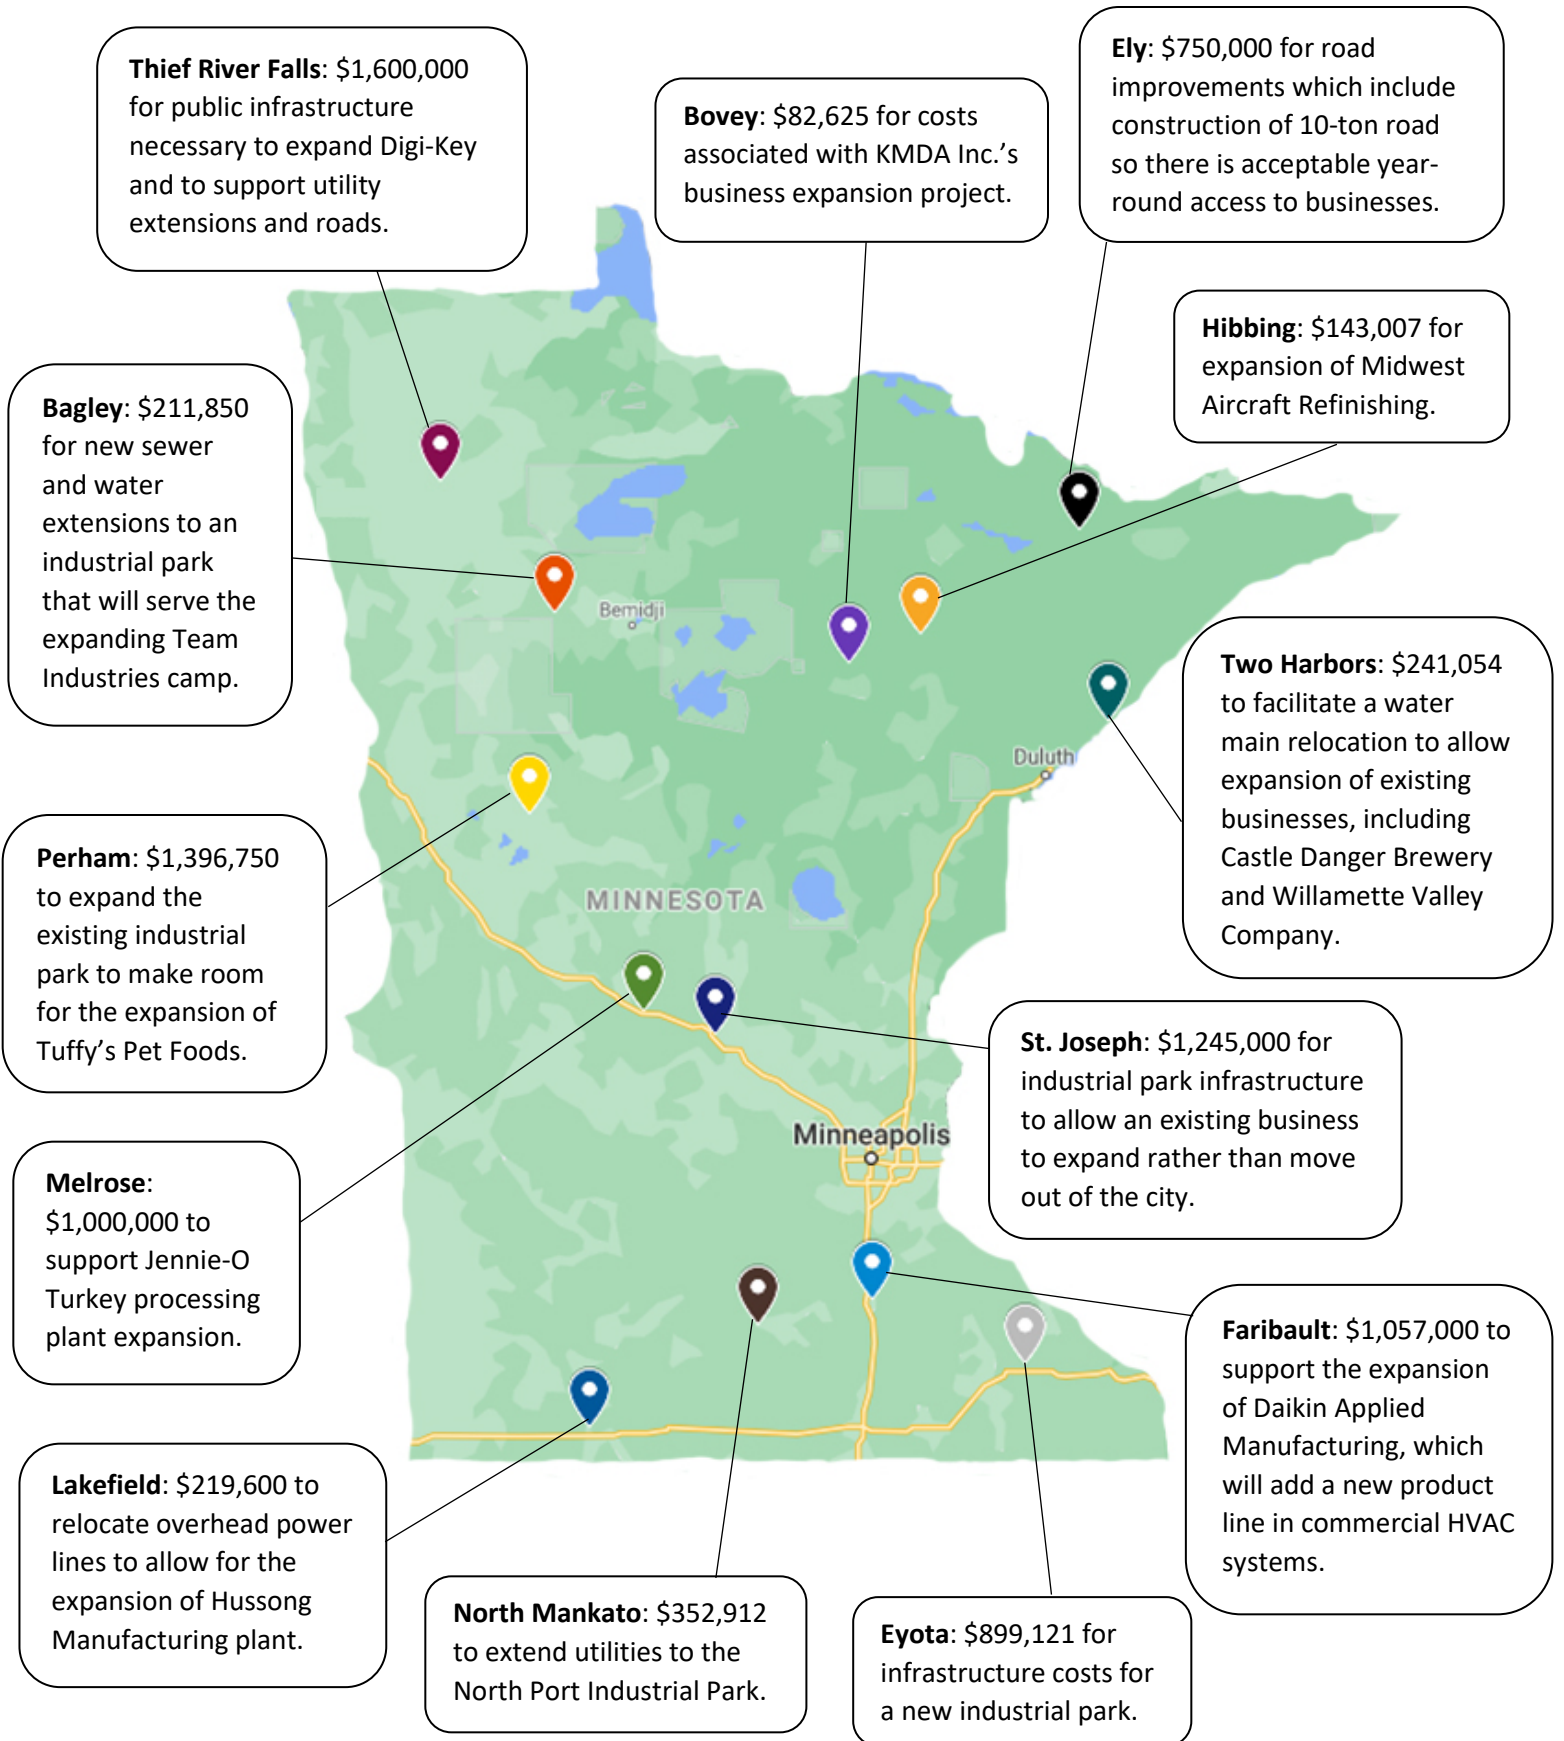 Thief River Falls: $1,600,000
for public infrastructure
necessary to expand Digi-Key
and to support utility
extensions and roads.
Bovey: $82,625 for costs
associated with KMDA Inc.’s
business expansion project.
Ely: $750,000 for road
improvements which include
construction of 10-ton road
so there is acceptable year-
round access to businesses.
Hibbing: $143,007 for
expansion of Midwest
Aircraft Refinishing.
Bagley: $211,850
for new sewer
and water
extensions to an
industrial park
that will serve the
expanding Team
Industries camp.
Bemidji
Two Harbors: $241,054
to facilitate a water
main relocation to allow
expansion of existing
businesses, including
Castle Danger Brewery
and Willamette Valley
Company.
Duluth
Perham: $1,396,750
to expand the
existing industrial
park to make room
for the expansion of
Tuffy’s Pet Foods.
MINNESOTA
St. Joseph: $1,245,000 for
industrial park infrastructure
to allow an existing business
to expand rather than move
out of the city.
Minneapolis
Melrose:
$1,000,000 to
support Jennie-O
Turkey processing
plant expansion.
Faribault: $1,057,000 to
support the expansion
of Daikin Applied
Manufacturing, which
will add a new product
line in commercial HVAC
systems.
Lakefield: $219,600 to
relocate overhead power
lines to allow for the
expansion of Hussong
Manufacturing plant.
North Mankato: $352,912
to extend utilities to the
North Port Industrial Park.
Eyota: $899,121 for
infrastructure costs for
a new industrial park.